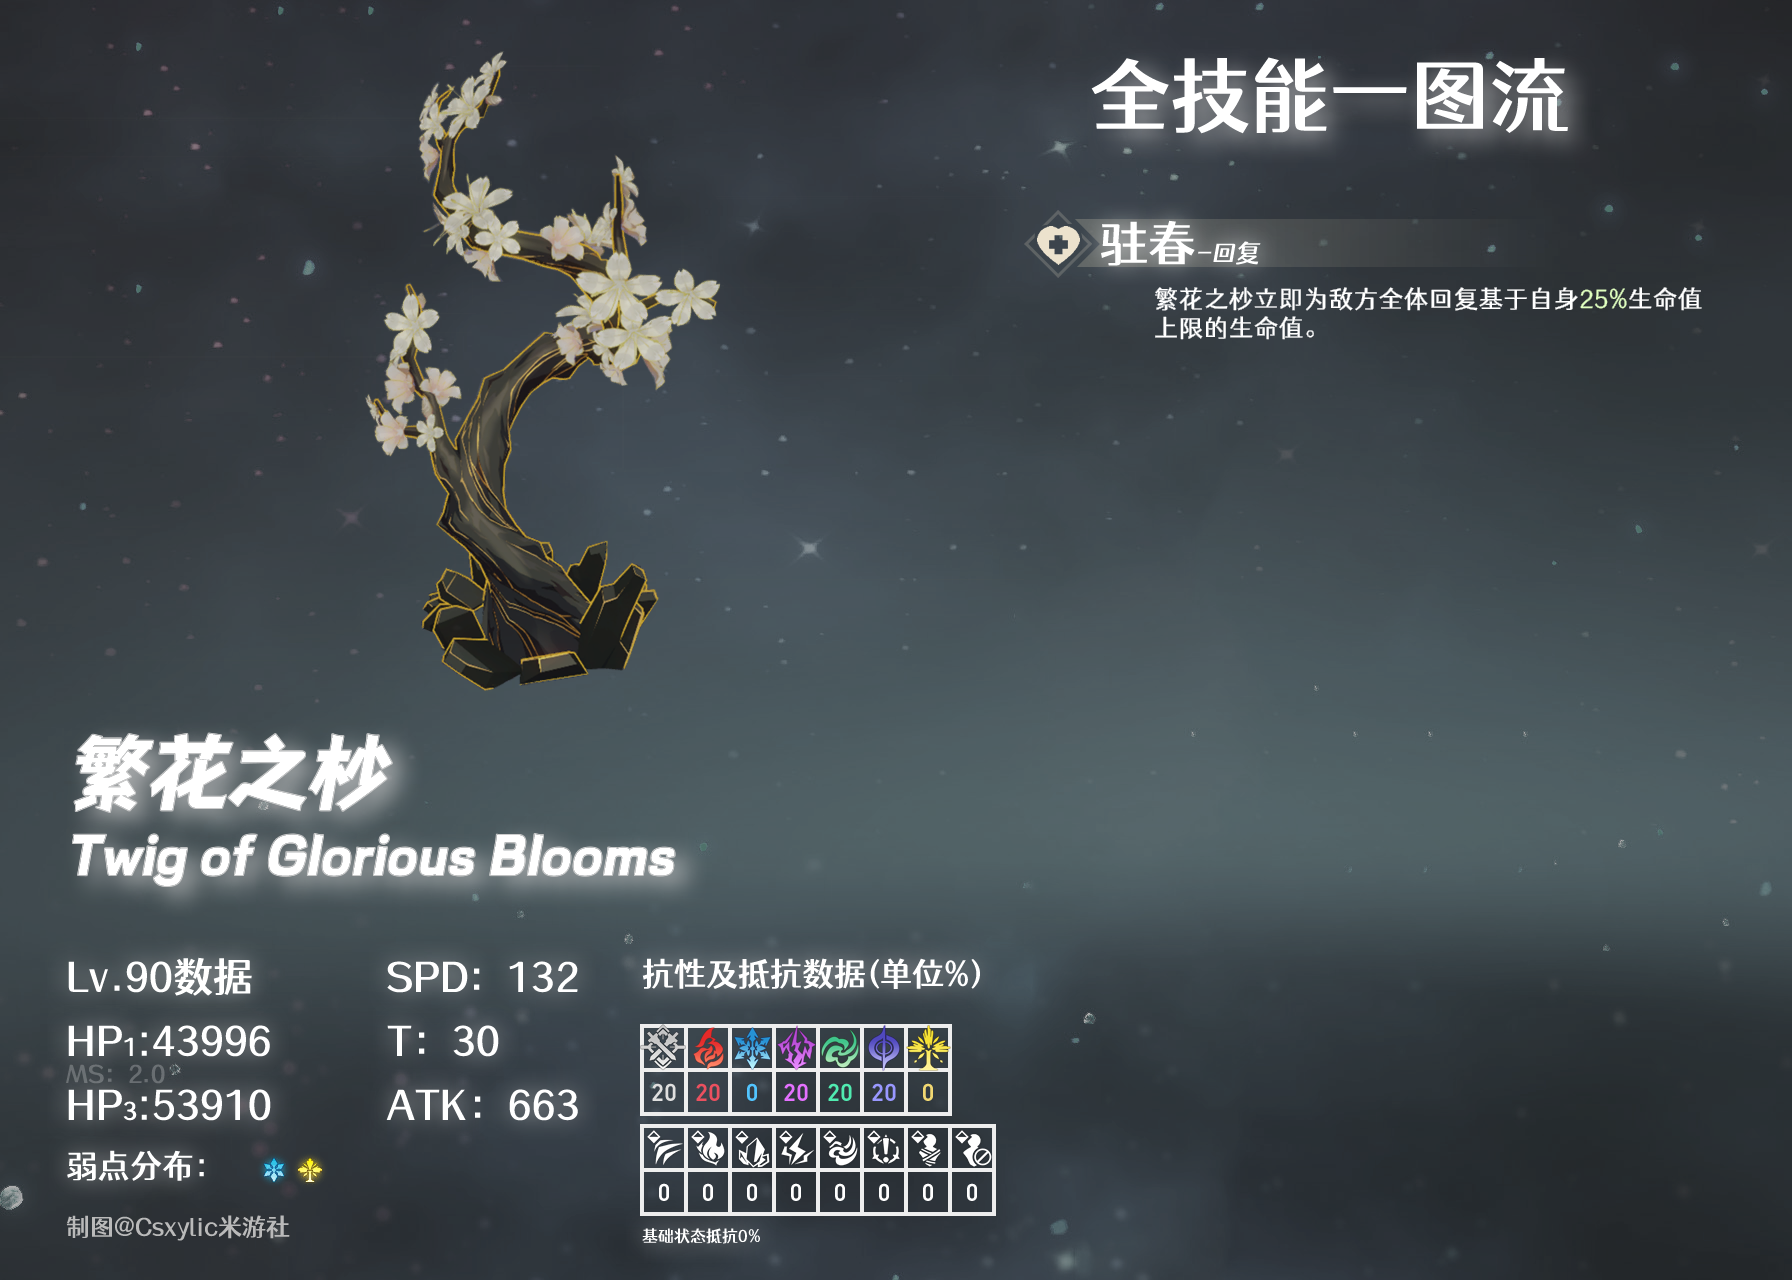 全技能一图流
驻春-回复
繁花之杪立即为敌方全体回复基于自身25%生命值
上限的生命值。
繁花之杪
Twig of Glorious Blooms
Lv.90数据
SPD: 132
HP₁:43996
T: 30
MS: 2.0
HP₃:53910
ATK: 663
弱点分布:
制图@Csxylic米游社
抗性及抵抗数据(单位%)
20 20 0 20 20 20 0
0 0 0 0 0 0 0 0
基础状态抵抗0%